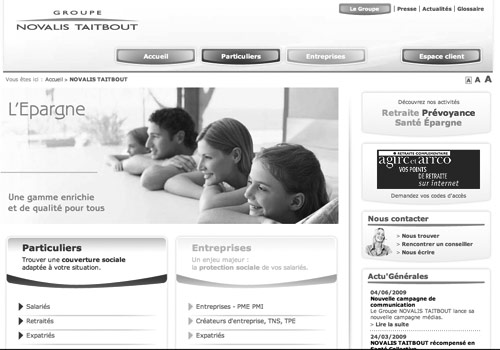 GROUPE
NOVALIS TAITBOUT
Le Groupe | Presse | Actualités | Glossaire
Accueil
Particuliers
Entreprises
Espace client
Vous êtes ici : Accueil » NOVALIS TAITBOUT
A A A
L'Epargne
Une gamme enrichie
et de qualité pour tous
Découvrez nos activités
Retraite Prévoyance
Santé Épargne
RETRAITE COMPLEMENTAIRE
agirc et arrco
VOS POINTS
DE RETRAITE
sur Internet
Demandez vos codes d'accès
Nous contacter
> Nous trouver
> Rencontrer un conseiller
> Nous écrire
Particuliers
Trouver une couverture sociale
adaptée à votre situation.
Salariés
Retraités
Expatriés
Entreprises
Un enjeu majeur :
la protection sociale de vos salariés.
Entreprises - PME PMI
Créateurs d'entreprise, TNS, TPE
Expatriés
Actu'Générales
04/06/2009
Nouvelle campagne de
communication
Le Groupe NOVALIS TAITBOUT lance sa
nouvelle campagne médias.
> Lire la suite
24/03/2009
NOVALIS TAITBOUT récompensé en
Santé Collective